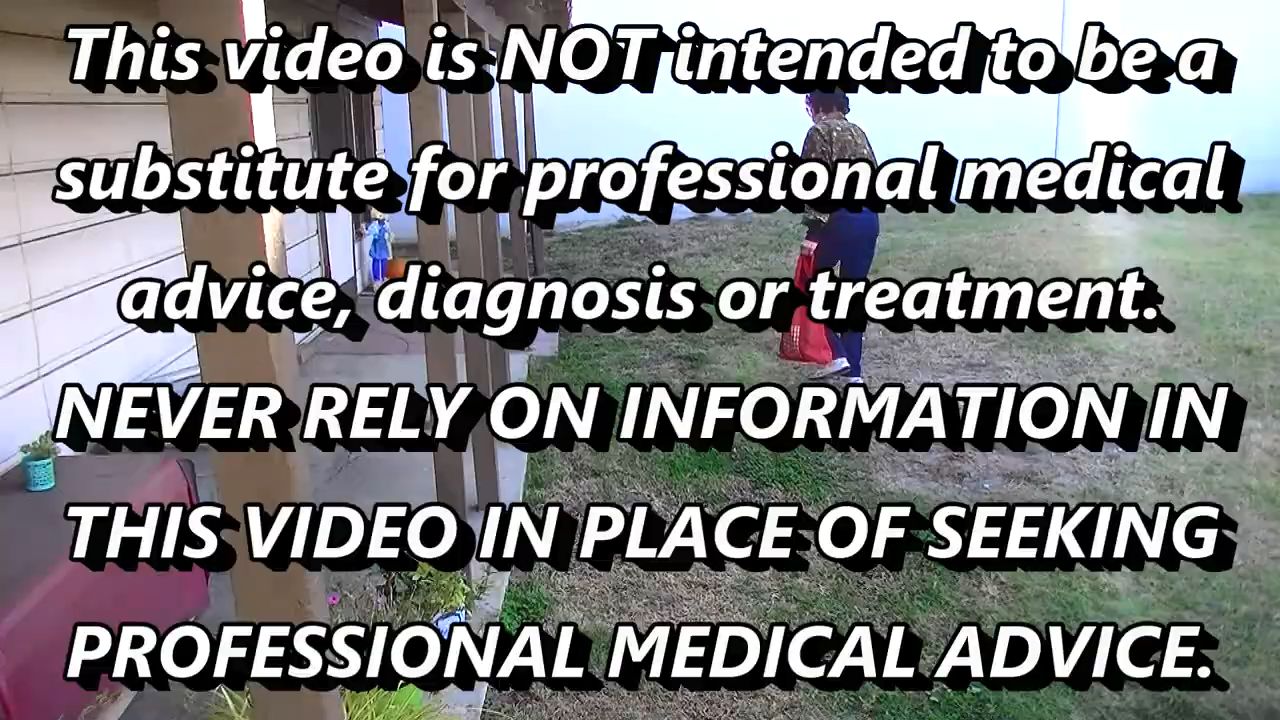 This video is NOT intended to be a
substitute for professional medical
advice, diagnosis or treatment.
NEVER RELY ON INFORMATION IN
THIS VIDEO IN PLACE OF SEEKING
PROFESSIONAL MEDICAL ADVICE.